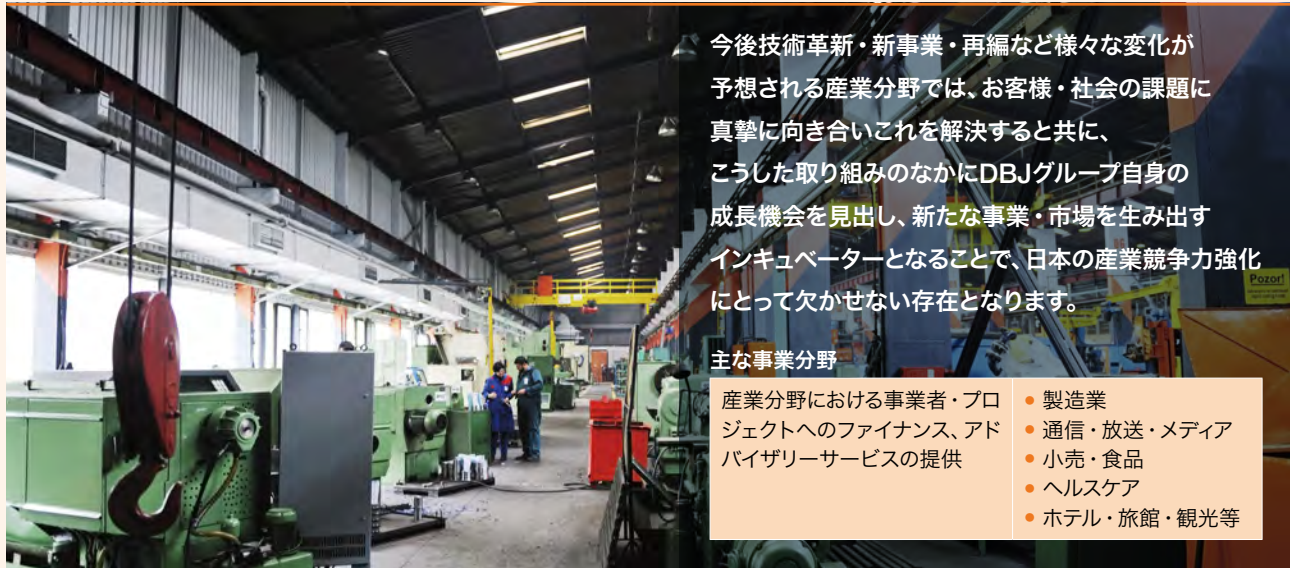 今後技術革新・新事業・再編など様々な変化が
予想される産業分野では、お客様・社会の課題に
真摯に向き合いこれを解決すると共に、
こうした取り組みのなかにDBJグループ自身の
成長機会を見出し、新たな事業・市場を生み出す
インキュベーターとなることで、日本の産業競争力強化
にとって欠かせない存在となります。
Pozor!
主な事業分野
産業分野における事業者・プロ
ジェクトへのファイナンス、アド
バイザリーサービスの提供
• 製造業
• 通信・放送・メディア
• 小売・食品
• ヘルスケア
• ホテル・旅館・観光等